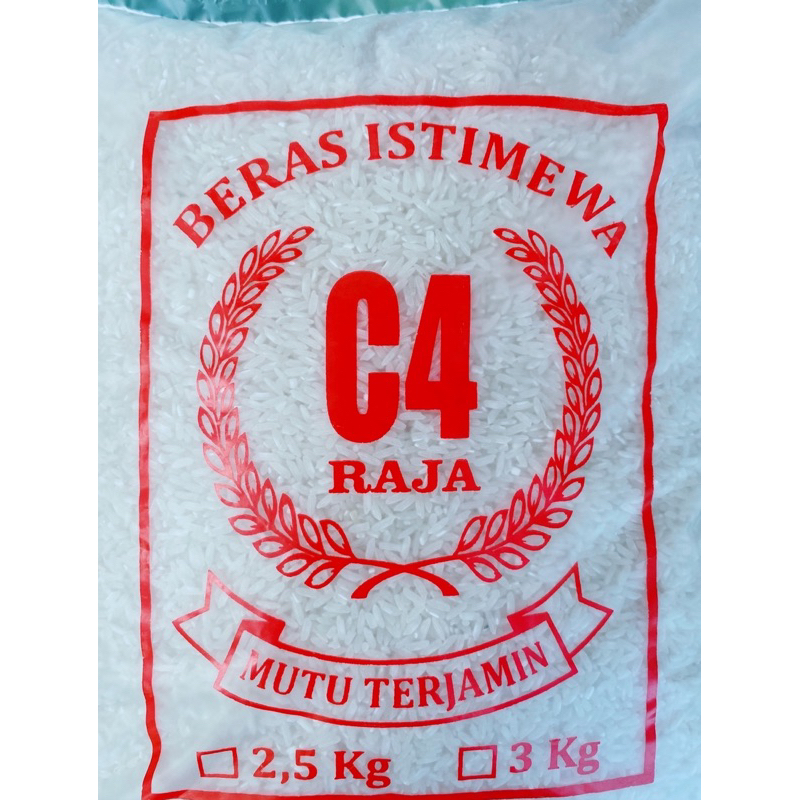 BERAS ISTIMEWA
C4
RAJA
MUTU TERJAMIN
2,5 Kg 3 Kg